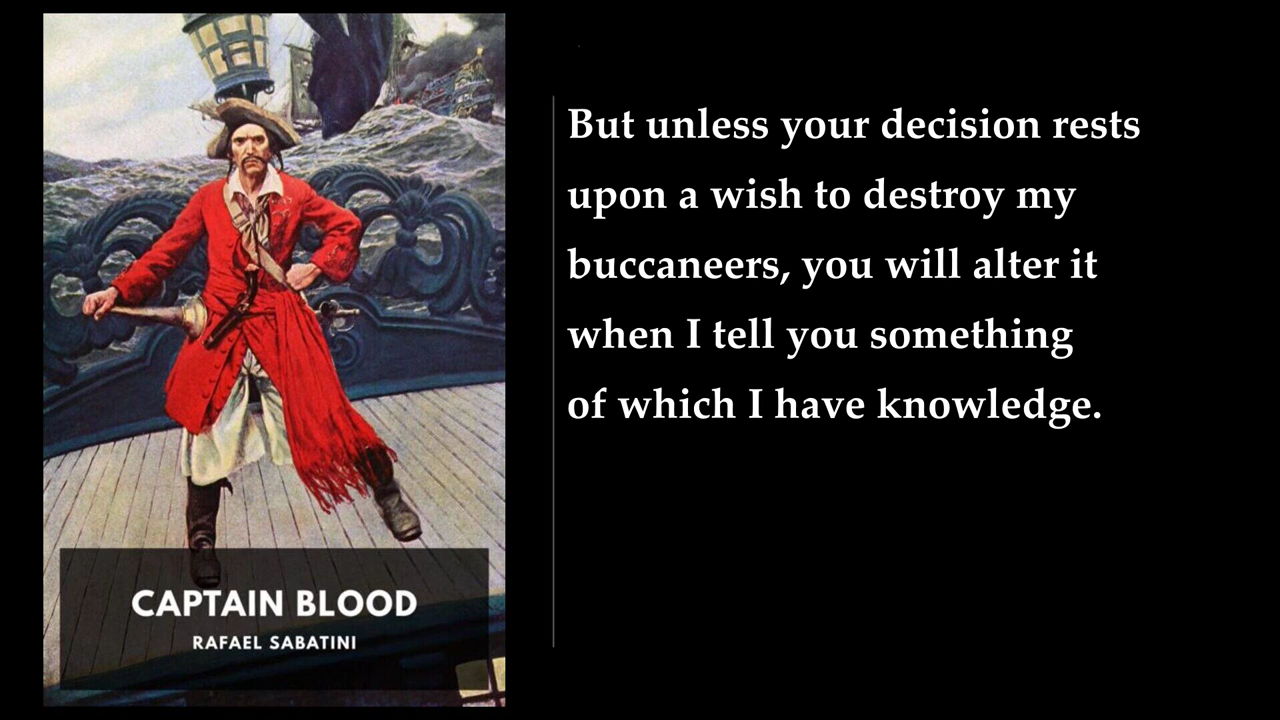 CAPTAIN BLOOD
RAFAEL SABATINI
But unless your decision rests
upon a wish to destroy my
buccaneers, you will alter it
when I tell you something
of which I have knowledge.